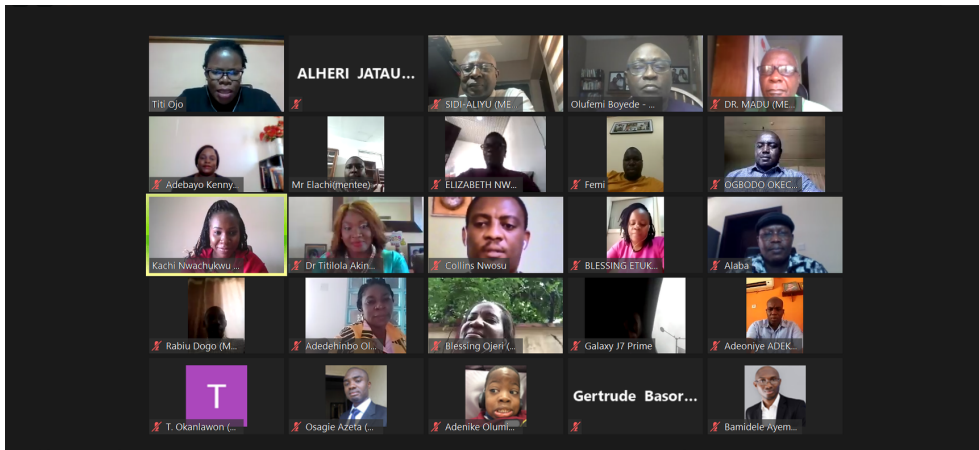 Titi Ojo
ALHERI JATAU...
SIDI-ALIYU (ME...
Olufemi Boyede - ...
DR. MADU (ME...
Adebayo Kenny...
Mr Elachi(mentee)
ELIZABETH NW...
Femi
OGBODO OKEC...
Kachi Nwachukwu ...
Dr Titilola Akin...
Collins Nwosu
BLESSING ETUK...
Alaba
Rabiu Dogo (M...
Adedehinbo Ol...
Blessing Ojeri (...
Galaxy J7 Prime
Adeoniye ADEK...
T
T. Okanlawon (...
Osagie Azeta (...
Adenike Olumi...
Gertrude Basor...
Bamidele Ayem...